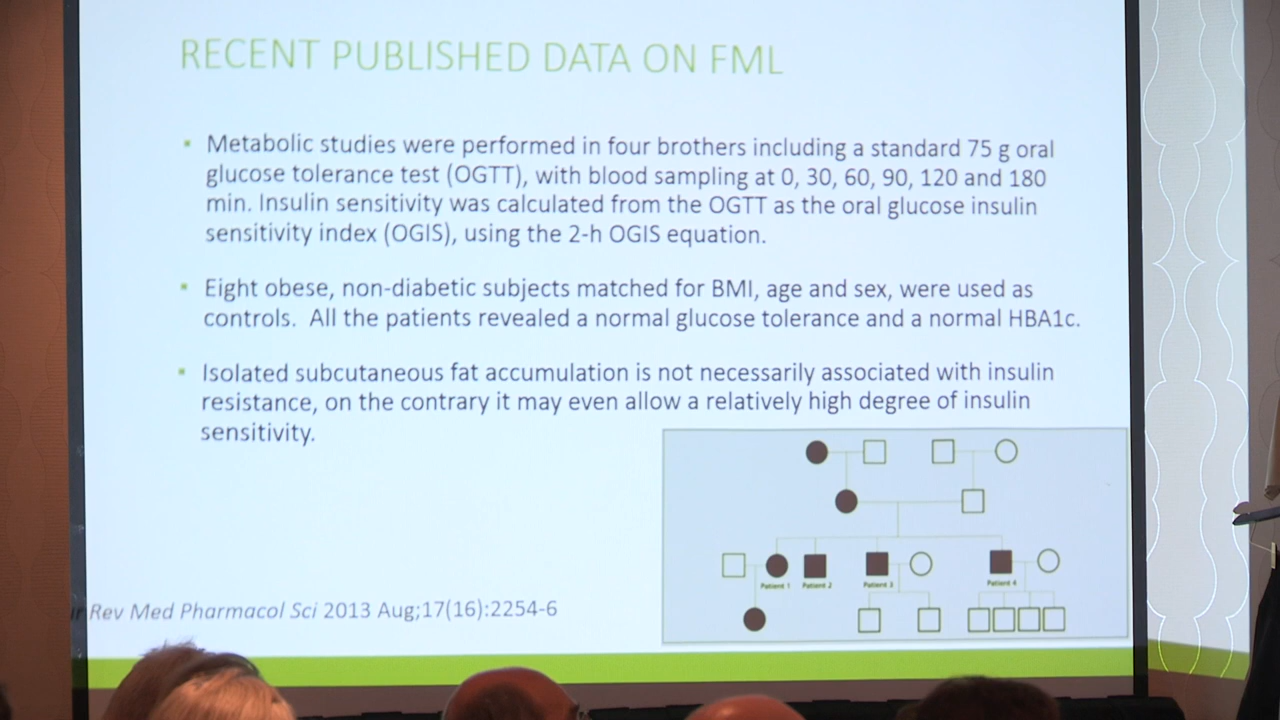 RECENT PUBLISHED DATA ON FML
Metabolic studies were performed in four brothers including a standard 75 g oral
glucose tolerance test (OGTT), with blood sampling at 0, 30, 60, 90, 120 and 180
min. Insulin sensitivity was calculated from the OGTT as the oral glucose insulin
sensitivity index (OGIS), using the 2-h OGIS equation.
Eight obese, non-diabetic subjects matched for BMI, age and sex, were used as
controls. All the patients revealed a normal glucose tolerance and a normal HBA1c.
Isolated subcutaneous fat accumulation is not necessarily associated with insulin
resistance, on the contrary it may even allow a relatively high degree of insulin
sensitivity.
Patient 1 Patient 2 Patient 3 Patient 4
Rev Med Pharmacol Sci 2013 Aug;17(16):2254-6